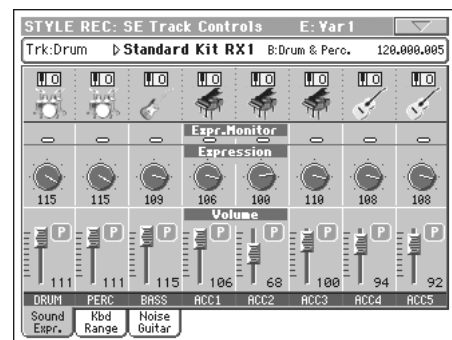 STYLE REC: SE Track Controls E: Var1
Trk:Drum Standard Kit RX1 B:Drum & Perc. 120.000.005
Expr.Monitor
Expression
115 115 109 106 100 110 108 108
Volume
P P P P P P P P
111 111 115 106 68 100 94 92
DRUM PERC BASS ACC1 ACC2 ACC3 ACC4 ACC5
Sound Expr. Kbd Range Noise Guitar